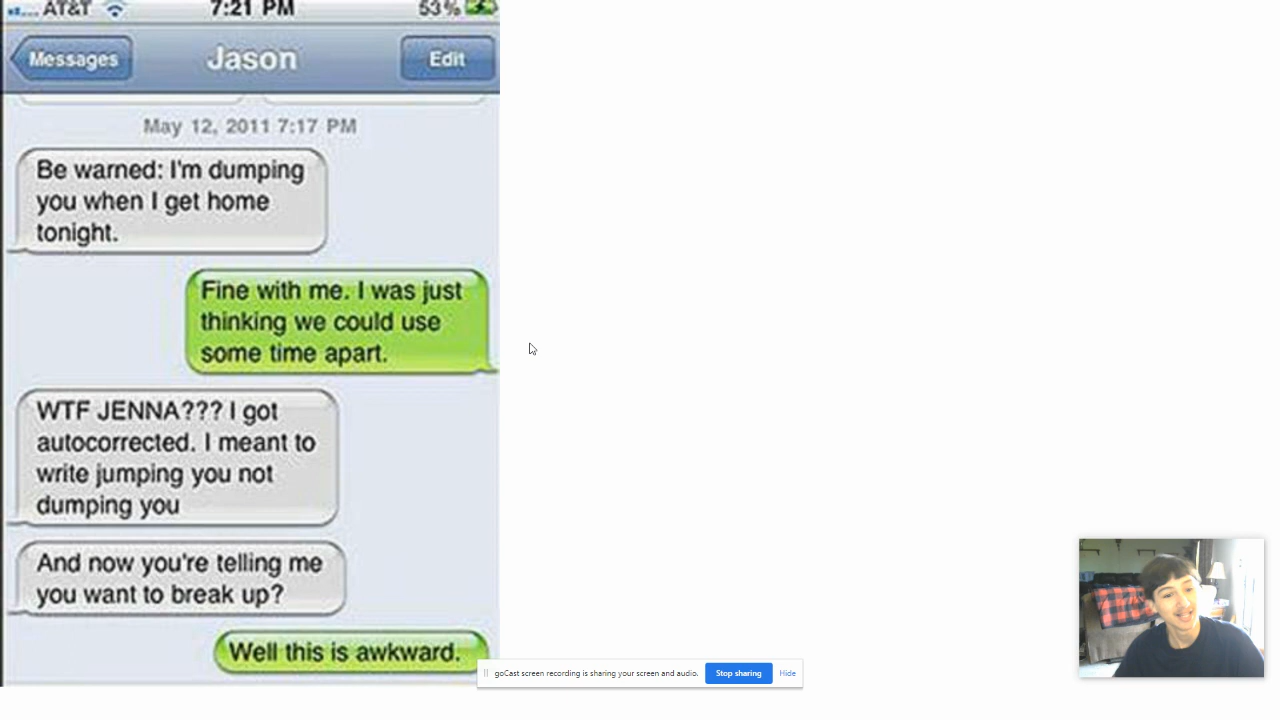 AT&T 7:21 PM 53%
Messages Jason Edit
May 12, 2011 7:17 PM
Be warned: I'm dumping
you when I get home
tonight.
Fine with me. I was just
thinking we could use
some time apart.
WTF JENNA??? I got
autocorrected. I meant to
write jumping you not
dumping you
And now you're telling me
you want to break up?
Well this is awkward.
goCast screen recording is sharing your screen and audio. Stop sharing Hide